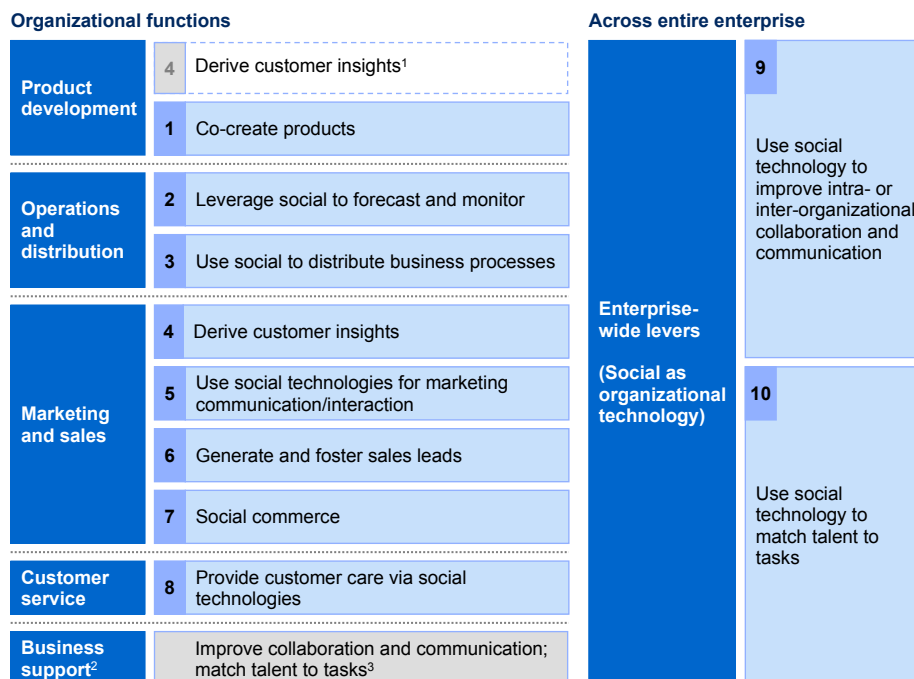 Organizational functions
Product
development
4
Derive customer insights¹
1
Co-create products
Operations
and
distribution
2
Leverage social to forecast and monitor
3
Use social to distribute business processes
Marketing
and sales
4
Derive customer insights
5
Use social technologies for marketing
communication/interaction
6
Generate and foster sales leads
7
Social commerce
Customer
service
8
Provide customer care via social
technologies
Business
support²
Improve collaboration and communication;
match talent to tasks³
Across entire enterprise
Enterprise-
wide levers
(Social as
organizational
technology)
9
Use social
technology to
improve intra- or
inter-organizational
collaboration and
communication
10
Use social
technology to
match talent to
tasks